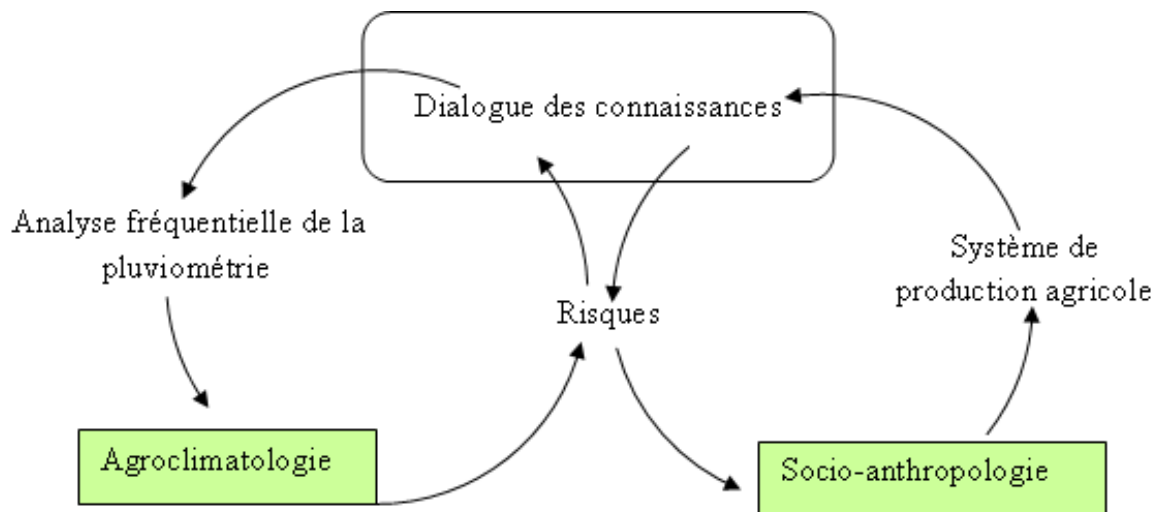 Dialogue des connaissances
Analyse fréquentielle de la
pluviométrie
Système de
production agricole
Risques
Agroclimatologie
Socio-anthropologie